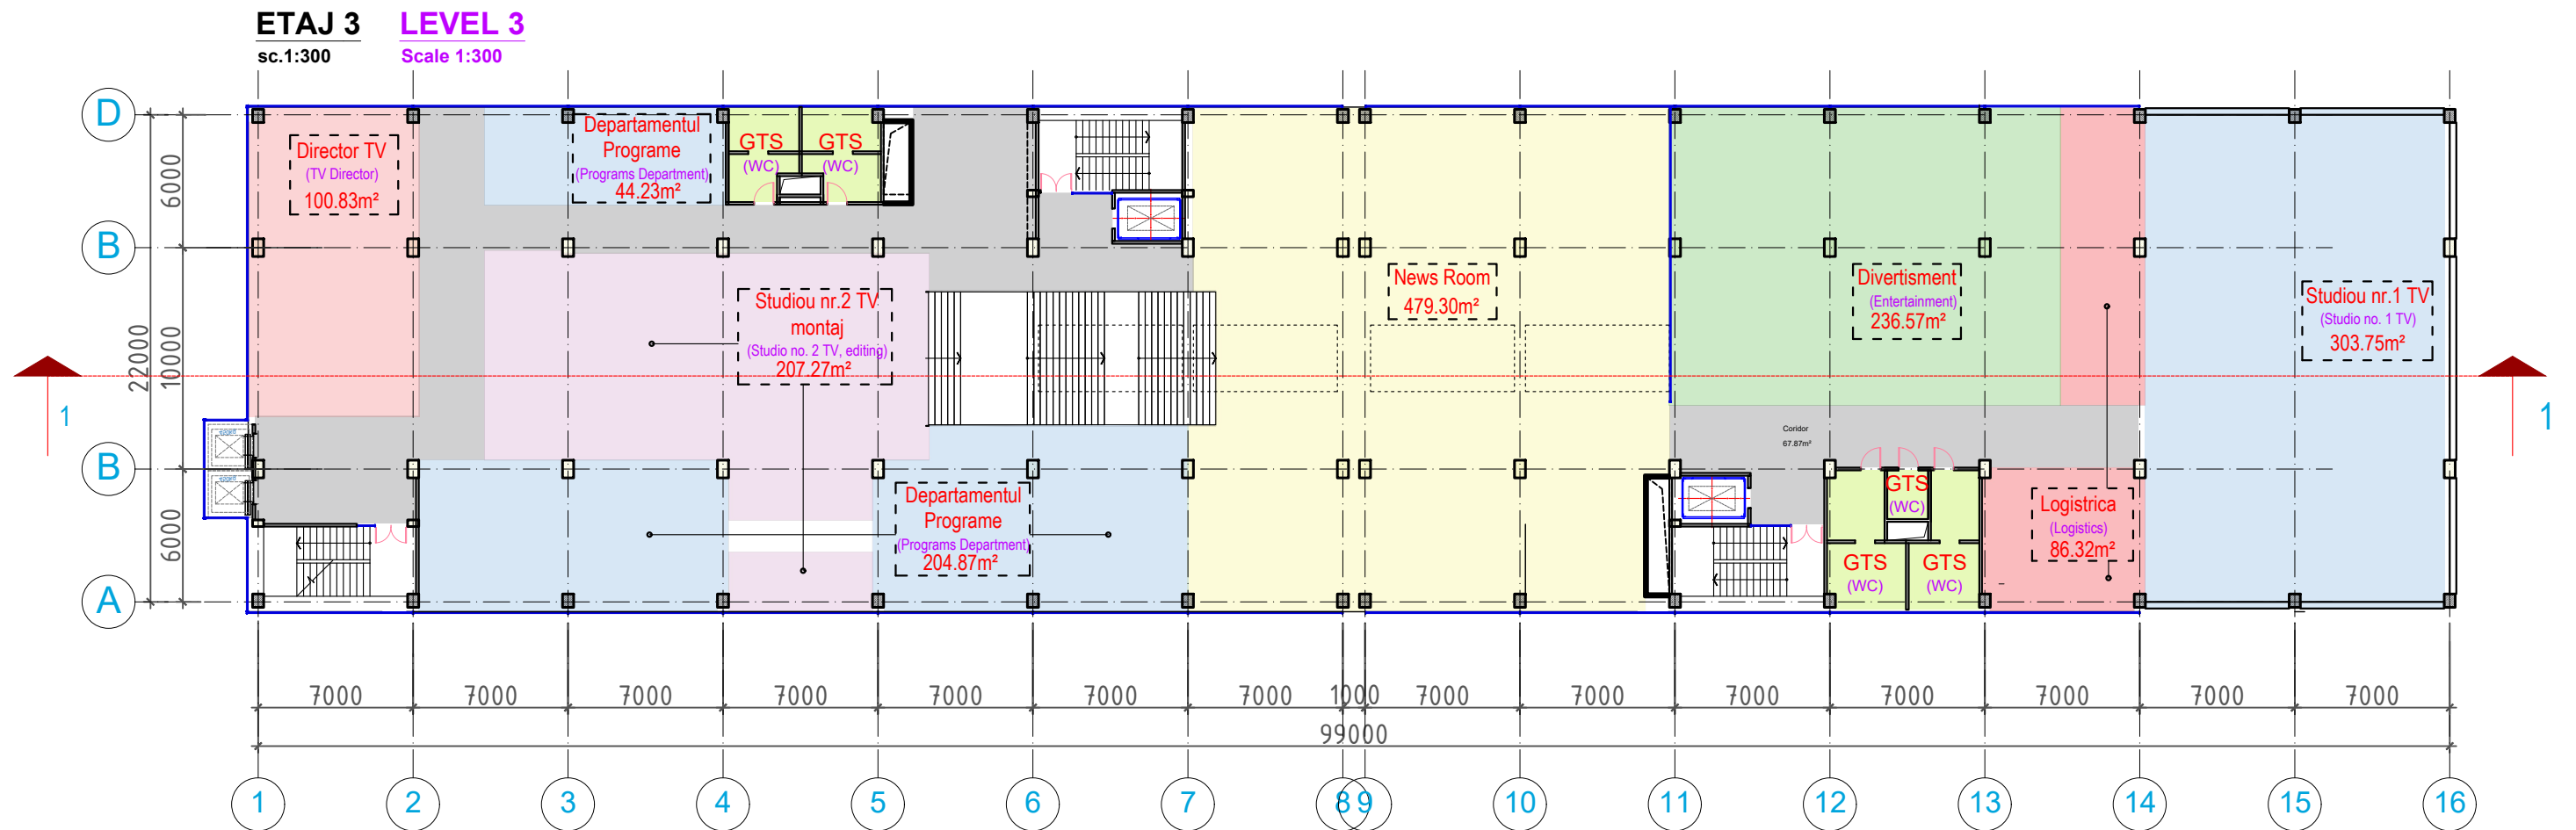 ETAJ 3 LEVEL 3
sc.1:300 Scale 1:300
D
B
B
A
6000
10000
6000
22000
1
1
Director TV
(TV Director)
100.83m²
Departamentul
Programe
(Programs Department)
44.23m²
GTS
(WC)
GTS
(WC)
Studiou nr.2 TV
montaj
(Studio no. 2 TV, editing)
207.27m²
News Room
479.30m²
Divertisment
(Entertainment)
236.57m²
Studiou nr.1 TV
(Studio no. 1 TV)
303.75m²
Coridor
67.87m²
Departamentul
Programe
(Programs Department)
204.87m²
GTS
(WC)
GTS
(WC)
GTS
(WC)
Logistrica
(Logistics)
86.32m²
7000 7000 7000 7000 7000 7000 7000 1000 7000 7000 7000 7000 7000 7000 7000
99000
1 2 3 4 5 6 7 8 9 10 11 12 13 14 15 16